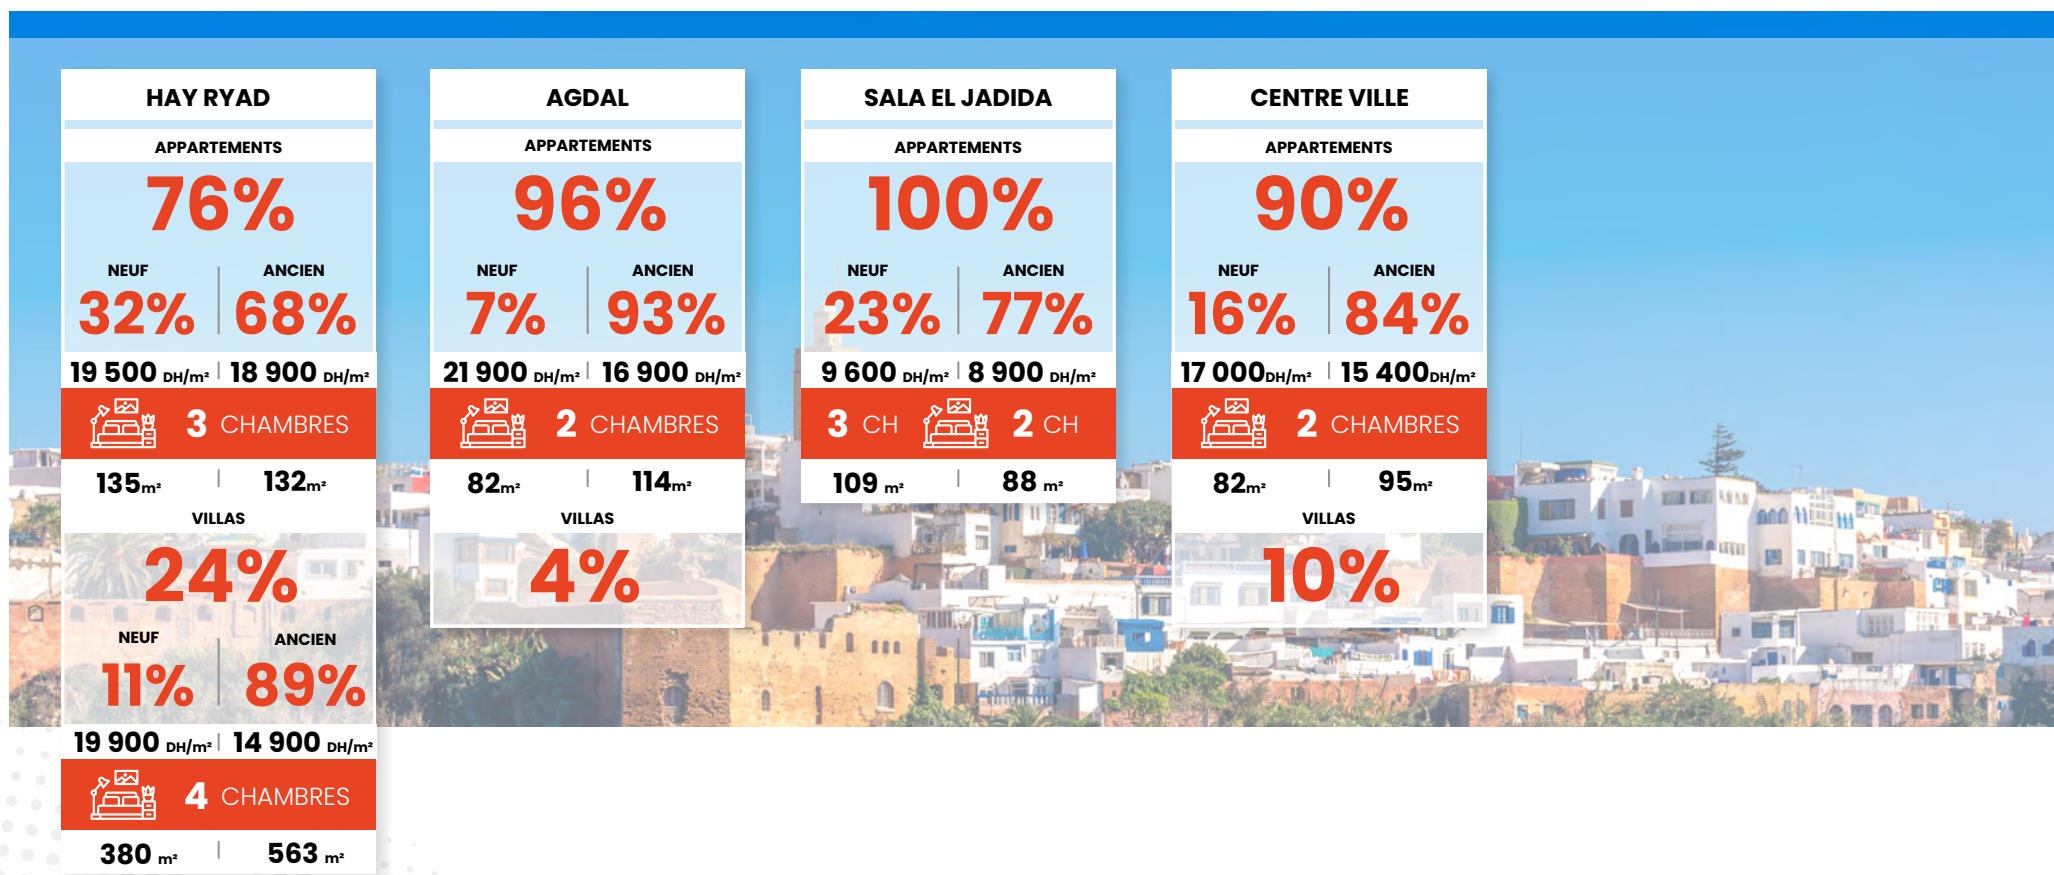 HAY RYAD
APPARTEMENTS
76%
NEUF ANCIEN
32% 68%
19 500 DH/m² 18 900 DH/m²
3 CHAMBRES
135m² 132m²
VILLAS
24%
NEUF ANCIEN
11% 89%
19 900 DH/m² 14 900 DH/m²
4 CHAMBRES
380 m² 563 m²
AGDAL
APPARTEMENTS
96%
NEUF ANCIEN
7% 93%
21 900 DH/m² 16 900 DH/m²
2 CHAMBRES
82m² 114m²
VILLAS
4%
SALA EL JADIDA
APPARTEMENTS
100%
NEUF ANCIEN
23% 77%
9 600 DH/m² 8 900 DH/m²
3 CH 2 CH
109 m² 88 m²
CENTRE VILLE
APPARTEMENTS
90%
NEUF ANCIEN
16% 84%
17 000DH/m² 15 400DH/m²
2 CHAMBRES
82m² 95m²
VILLAS
10%